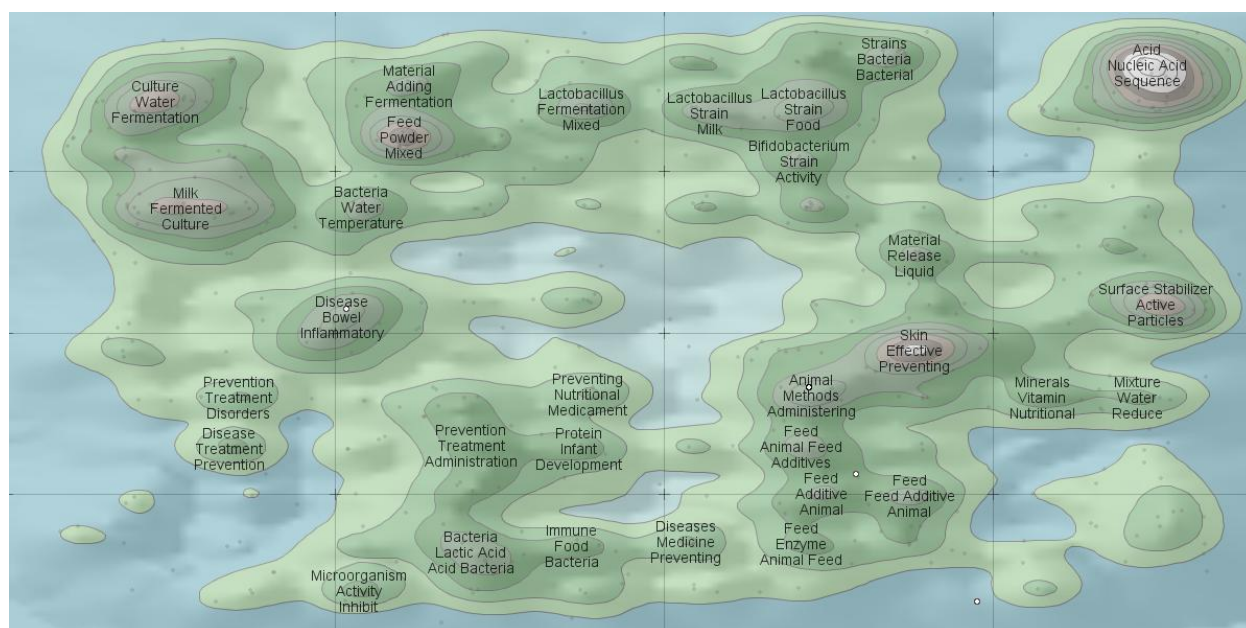 Strains
Bacteria
Bacterial
Acid
Nucleic Acid
Sequence
Culture
Water
Fermentation
Material
Adding
Fermentation
Feed
Powder
Mixed
Lactobacillus
Fermentation
Mixed
Lactobacillus
Strain
Milk
Lactobacillus
Strain
Food
Bifidobacterium
Strain
Activity
Milk
Fermented
Culture
Bacteria
Water
Temperature
Material
Release
Liquid
Disease
Bowel
Inflammatory
Surface Stabilizer
Active
Particles
Skin
Effective
Preventing
Prevention
Treatment
Disorders
Preventing
Nutritional
Medicament
Animal
Methods
Administering
Minerals
Vitamin
Nutritional
Mixture
Water
Reduce
Disease
Treatment
Prevention
Prevention
Treatment
Administration
Protein
Infant
Development
Feed
Animal Feed
Additives
Feed
Additive
Animal
Feed
Feed Additive
Animal
Bacteria
Lactic Acid
Acid Bacteria
Immune
Food
Bacteria
Diseases
Medicine
Preventing
Feed
Enzyme
Animal Feed
Microorganism
Activity
Inhibit